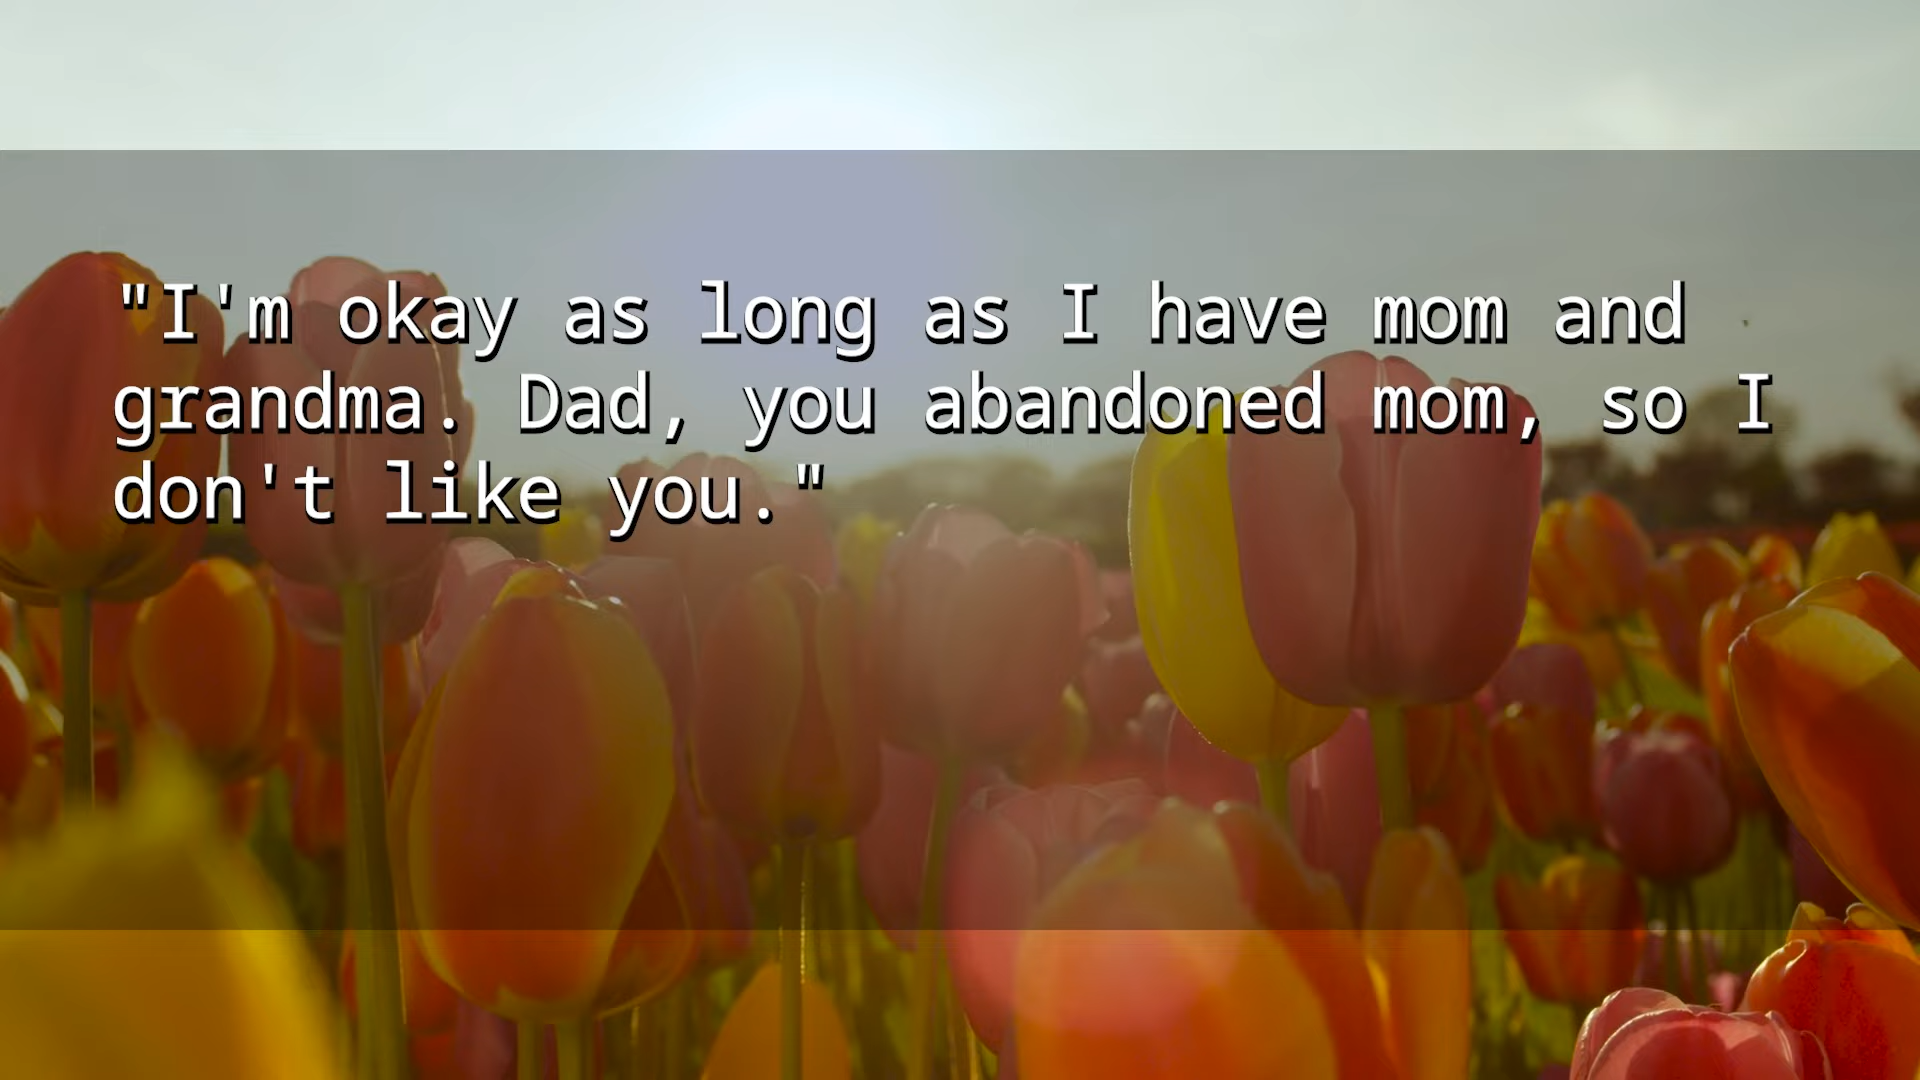 "I'm okay as long as I have mom and
grandma. Dad, you abandoned mom, so I
don't like you."